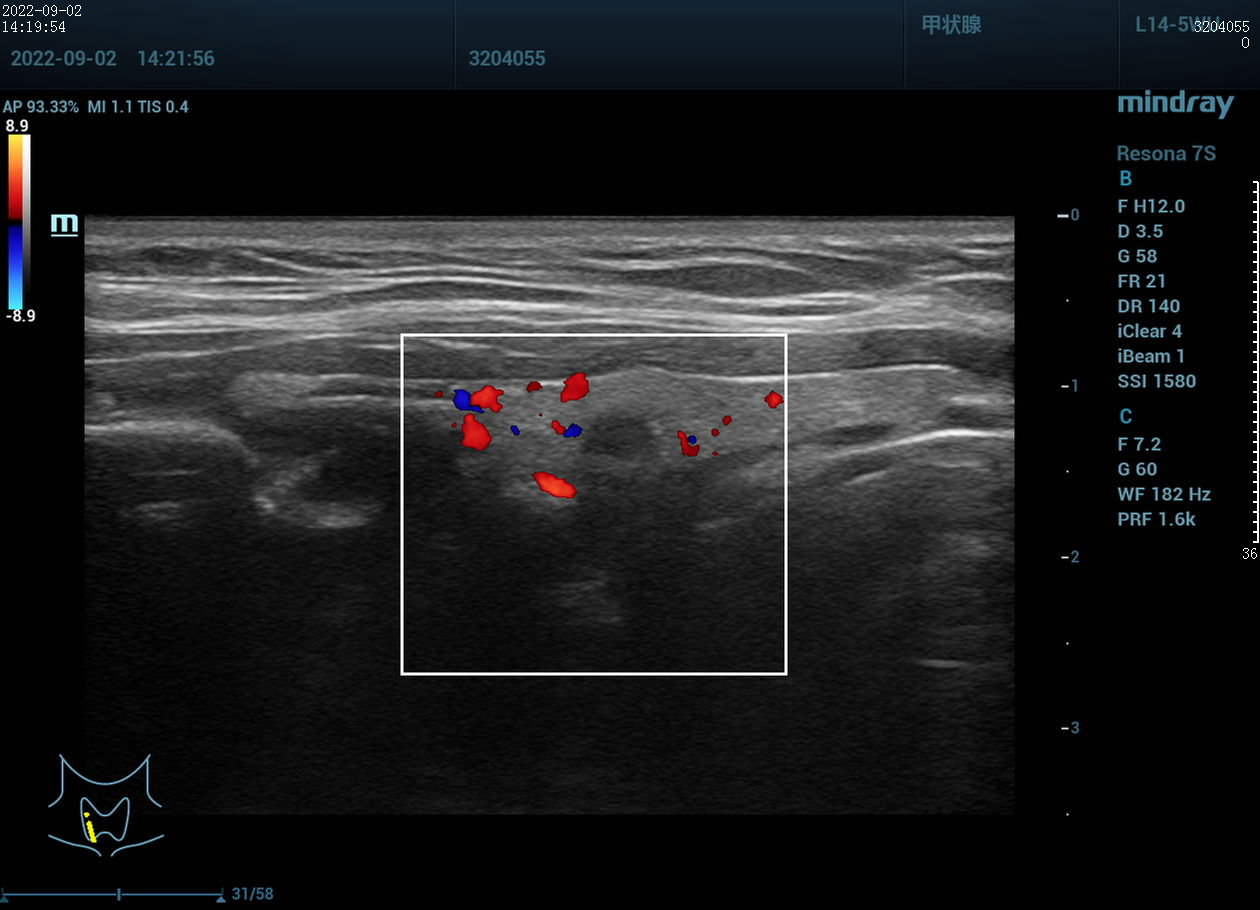 2022-09-02
14:19:54
2022-09-02 14:21:56
3204055
甲状腺
3204055
0
AP 93.33% MI 1.1 TIS 0.4
8.9
-8.9
m
mindray
Resona 7S
B
F H12.0
D 3.5
G 58
FR 21
DR 140
iClear 4
iBeam 1
SSI 1580
C
F 7.2
G 60
WF 182 Hz
PRF 1.6k
0
1
2
3
36
31/58